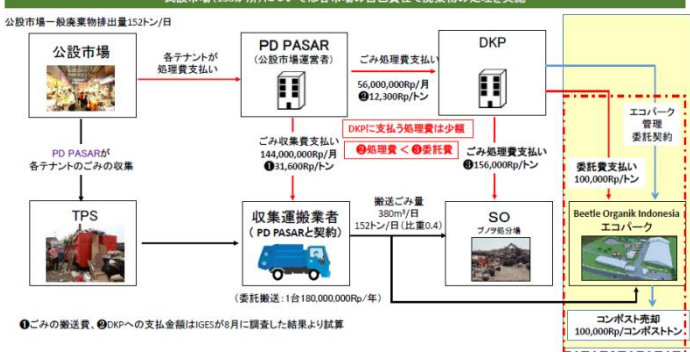 公設市場一般廃棄物排出量152トン/日
公設市場
各テナントが
処理費支払い
PD PASAR
(公設市場運営者)
ごみ処理費支払い
56,000,000Rp/月
❷12,300Rp/トン
DKP
DKPに支払う処理費は少額
❷処理費 < ❸委託費
エコパーク
管理
委託契約
PD PASARが
各テナントのごみの収集
ごみ収集費支払い
144,000,000Rp/月
❶31,600Rp/トン
ごみ処理費支払い
❸156,000Rp/トン
委託費支払い
100,000Rp/トン
TPS
収集運搬業者
( PD PASARと契約)
搬送ごみ量
380m³/日
152トン/日(比重0.4)
SO
ブノヲ処分場
Beetle Organik Indonesia
エコパーク
(委託搬送:1台180,000,000Rp/年)
❶ごみの搬送費、❷DKPへの支払金額はIGESが8月に調査した結果より試算
コンポスト売却
100,000Rp/コンポストトン